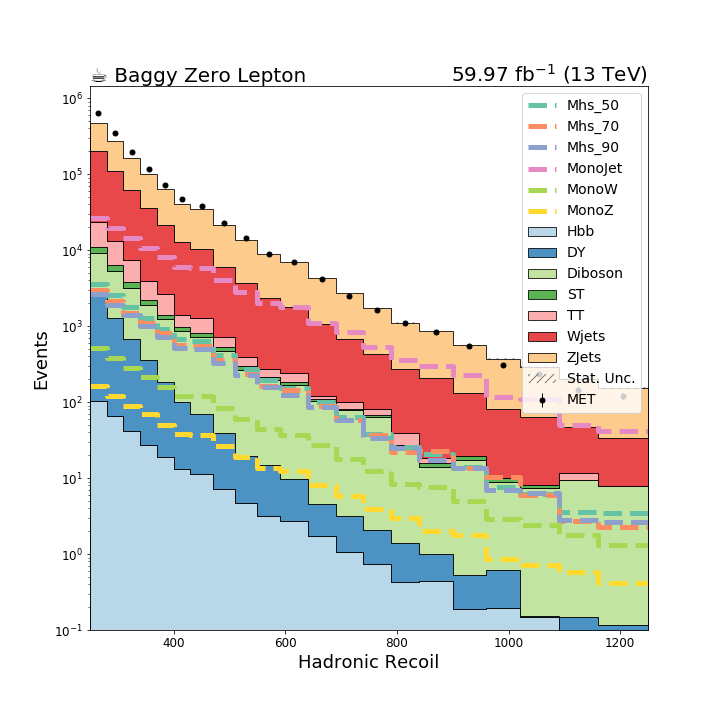 ☕ Baggy Zero Lepton 59.97 fb⁻¹ (13 TeV)
Events
10⁶
10⁵
10⁴
10³
10²
10¹
10⁰
10⁻¹
Mhs_50
Mhs_70
Mhs_90
MonoJet
MonoW
MonoZ
Hbb
DY
Diboson
ST
TT
Wjets
ZJets
Stat. Unc.
MET
400 600 800 1000 1200
Hadronic Recoil